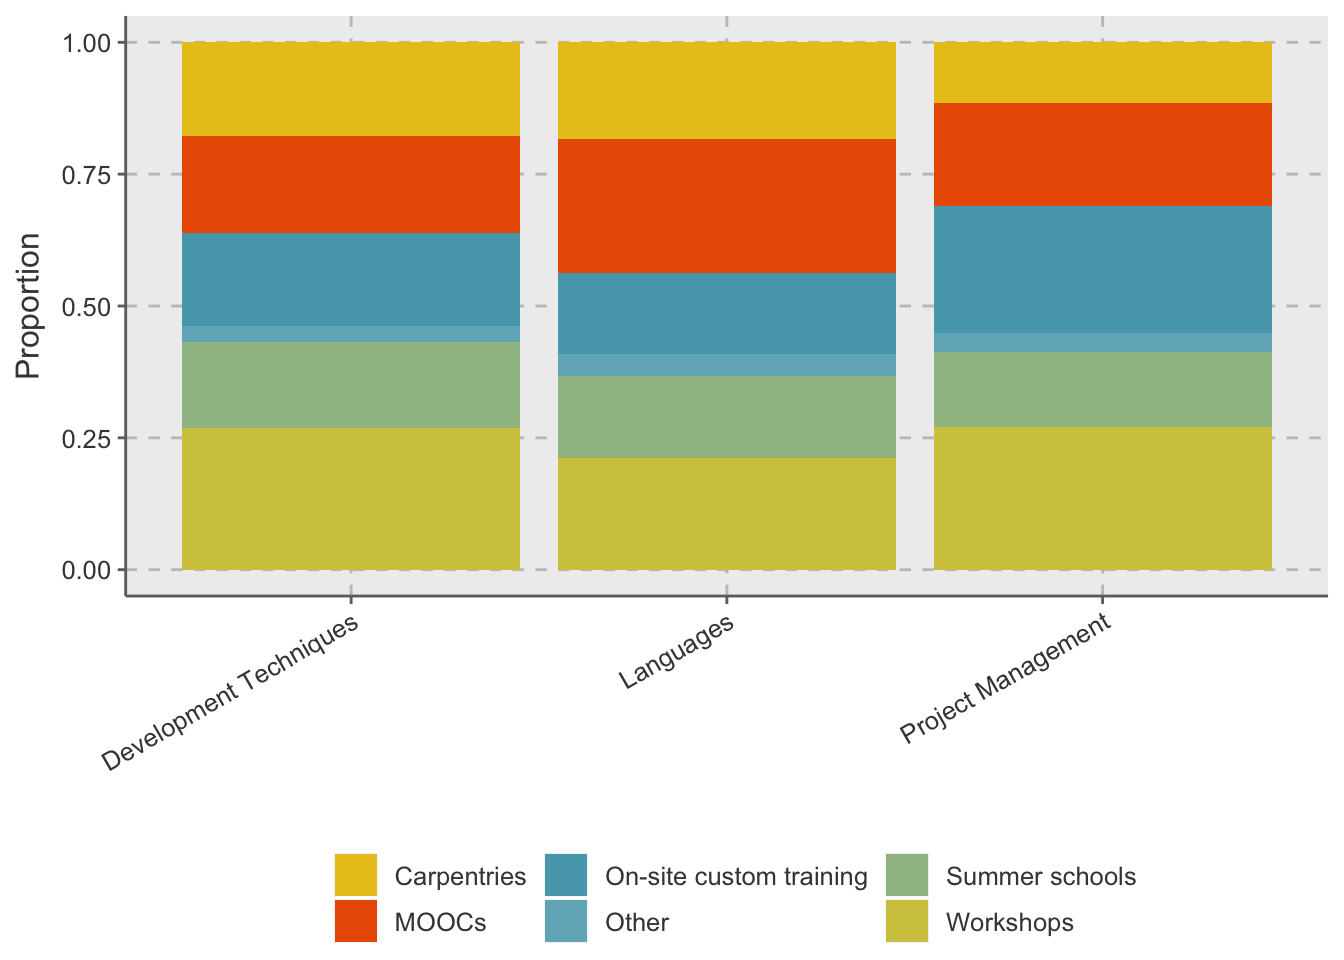 1.00
0.75
0.50
0.25
0.00
Proportion
Development Techniques
Languages
Project Management
Carpentries
On-site custom training
Summer schools
MOOCs
Other
Workshops